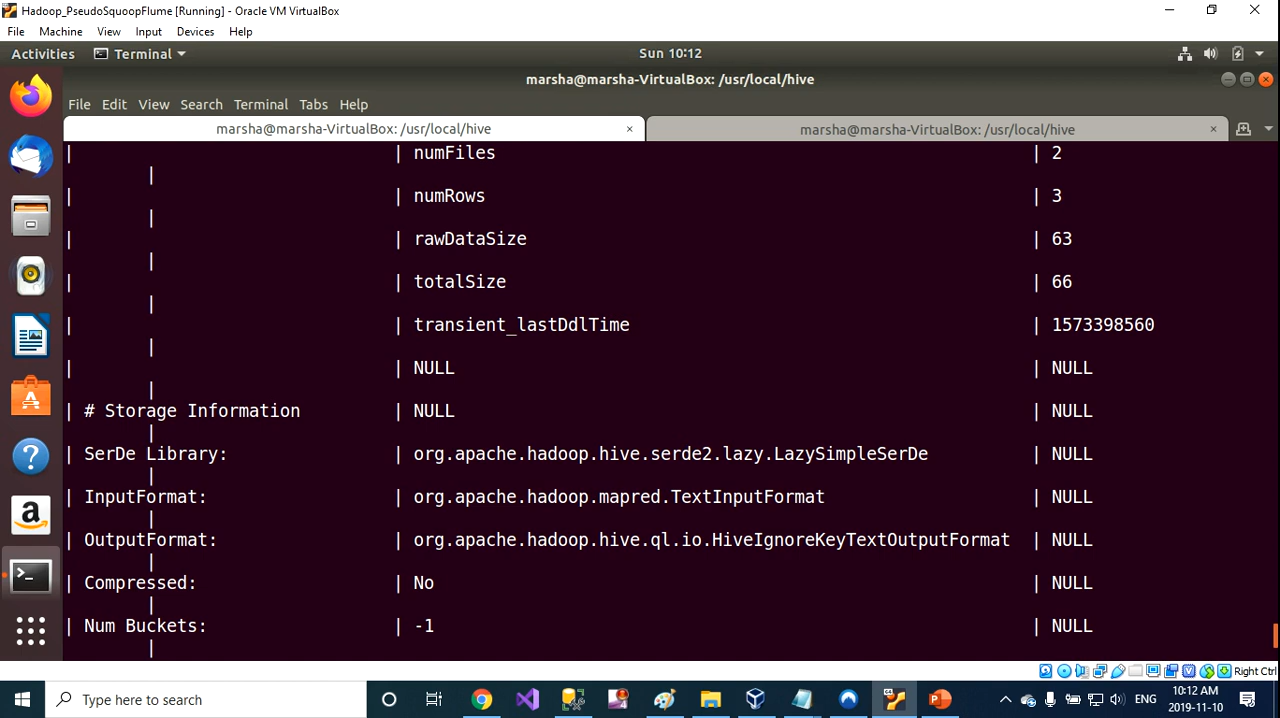 Hadoop_PseudoSquoopFlume [Running] - Oracle VM VirtualBox
File Machine View Input Devices Help
Activities Terminal Sun 10:12
marsha@marsha-VirtualBox: /usr/local/hive
File Edit View Search Terminal Tabs Help
marsha@marsha-VirtualBox: /usr/local/hive × marsha@marsha-VirtualBox: /usr/local/hive ×
| | numFiles | 2
|
| | numRows | 3
|
| | rawDataSize | 63
|
| | totalSize | 66
|
| | transient_lastDdlTime | 1573398560
|
| | NULL | NULL
|
| # Storage Information | NULL | NULL
|
| SerDe Library: | org.apache.hadoop.hive.serde2.lazy.LazySimpleSerDe | NULL
|
| InputFormat: | org.apache.hadoop.mapred.TextInputFormat | NULL
|
| OutputFormat: | org.apache.hadoop.hive.ql.io.HiveIgnoreKeyTextOutputFormat | NULL
|
| Compressed: | No | NULL
|
| Num Buckets: | -1 | NULL
|
Right Ctrl
Type here to search
ENG
10:12 AM
2019-11-10